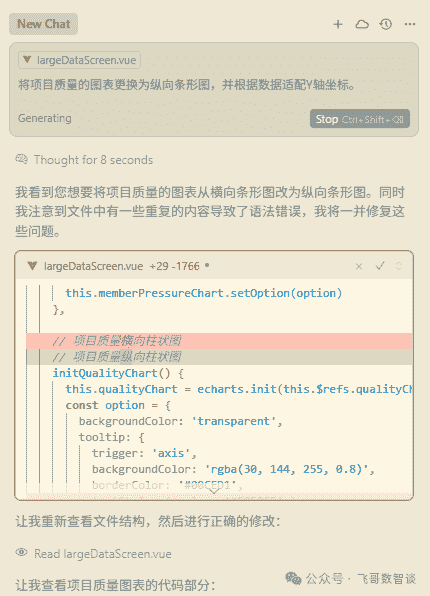 New Chat
largeDataScreen.vue
将项目质量的图表更换为纵向条形图，并根据数据适配Y轴坐标。
Generating
Stop Ctrl+Shift+⌫
Thought for 8 seconds
我看到您想要将项目质量的图表从横向条形图改为纵向条形图。同时
我注意到文件中有一些重复的内容导致了语法错误，我将一并修复这
些问题。
largeDataScreen.vue +29 -1766 •
this.memberPressureChart.setOption(option)
},
// 项目质量横向柱状图
// 项目质量纵向柱状图
initQualityChart() {
this.qualityChart = echarts.init(this.$refs.qualityCh
const option = {
backgroundColor: 'transparent',
tooltip: {
trigger: 'axis',
backgroundColor: 'rgba(30, 144, 255, 0.8)',
borderColor: '#00CED1',
让我重新查看文件结构，然后进行正确的修改：
Read largeDataScreen.vue
公众号 · 飞哥数智谈
让我查看项目质量图表的代码部分：